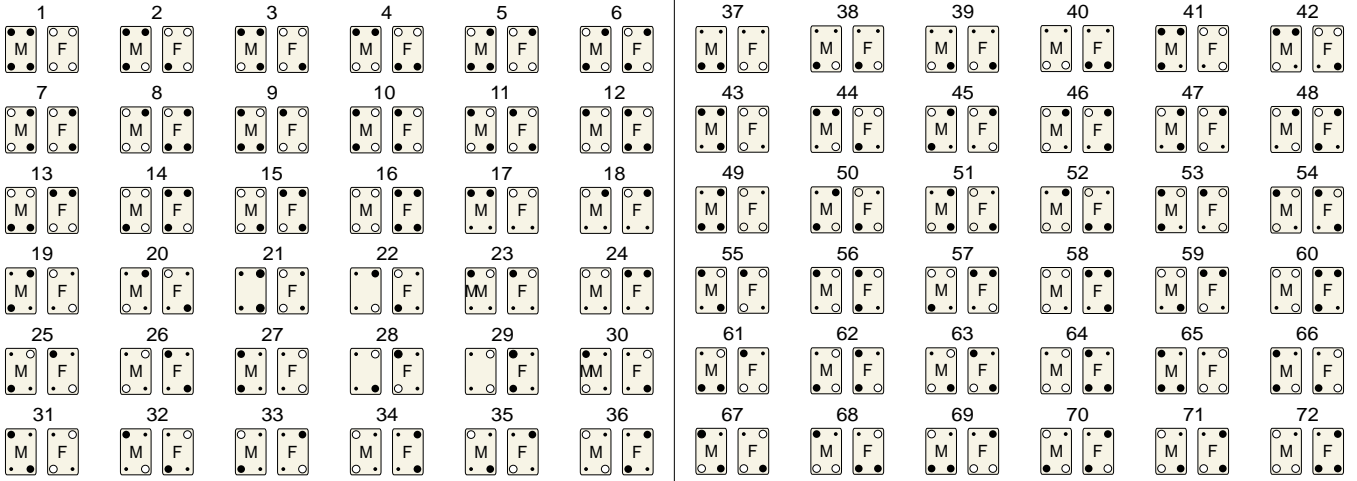 1 2 3 4 5 6 37 38 39 40 41 42
M F M F M F M F M F M F M F M F M F M F M F M F
7 8 9 10 11 12 43 44 45 46 47 48
M F M F M F M F M F M F M F M F M F M F M F M F
13 14 15 16 17 18 49 50 51 52 53 54
M F M F M F M F M F M F M F M F M F M F M F M F
19 20 21 22 23 24 55 56 57 58 59 60
M F M F F F MM F M F M F M F M F M F M F M F
25 26 27 28 29 30 61 62 63 64 65 66
M F M F M F F F MM F M F M F M F M F M F M F
31 32 33 34 35 36 67 68 69 70 71 72
M F M F M F M F M F M F M F M F M F M F M F M F